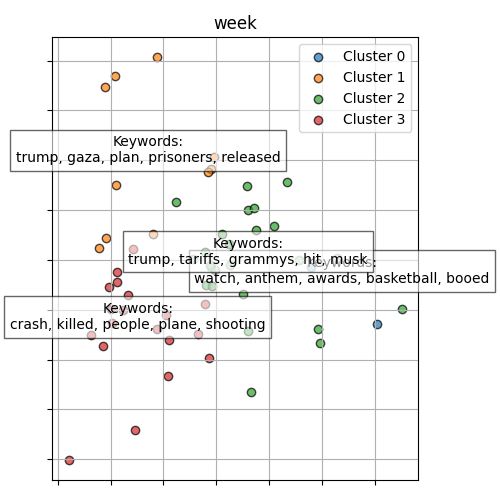 week
Cluster 0
Cluster 1
Cluster 2
Cluster 3
Keywords:
trump, gaza, plan, prisoners, released
Keywords:
trump, tariffs, grammys, hit, musk
Keywords:
watch, anthem, awards, basketball, booed
Keywords:
crash, killed, people, plane, shooting